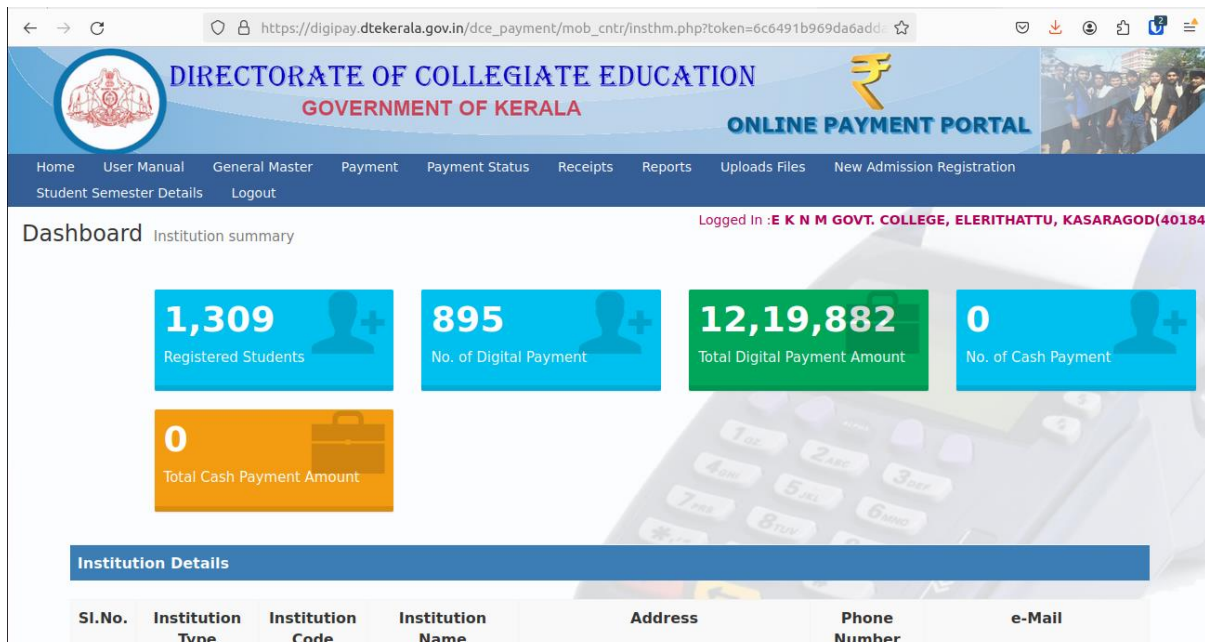 https://digipay.dtekerala.gov.in/dce_payment/mob_cntr/insthm.php?token=6c6491b969da6add
2
DIRECTORATE OF COLLEGIATE EDUCATION
GOVERNMENT OF KERALA
₹
ONLINE PAYMENT PORTAL
Home User Manual General Master Payment Payment Status Receipts Reports Uploads Files New Admission Registration
Student Semester Details Logout
Logged In :E K N M GOVT. COLLEGE, ELERITHATTU, KASARAGOD(40184
Dashboard Institution summary
1,309 895 12,19,882 0
Registered Students No. of Digital Payment Total Digital Payment Amount No. of Cash Payment
0
Total Cash Payment Amount
Institution Details
Sl.No. Institution Type Institution Code Institution Name Address Phone Number e-Mail